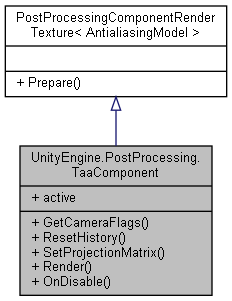 PostProcessingComponentRender
Texture< AntialiasingModel >
+ Prepare()
UnityEngine.PostProcessing.
TaaComponent
+ active
+ GetCameraFlags()
+ ResetHistory()
+ SetProjectionMatrix()
+ Render()
+ OnDisable()